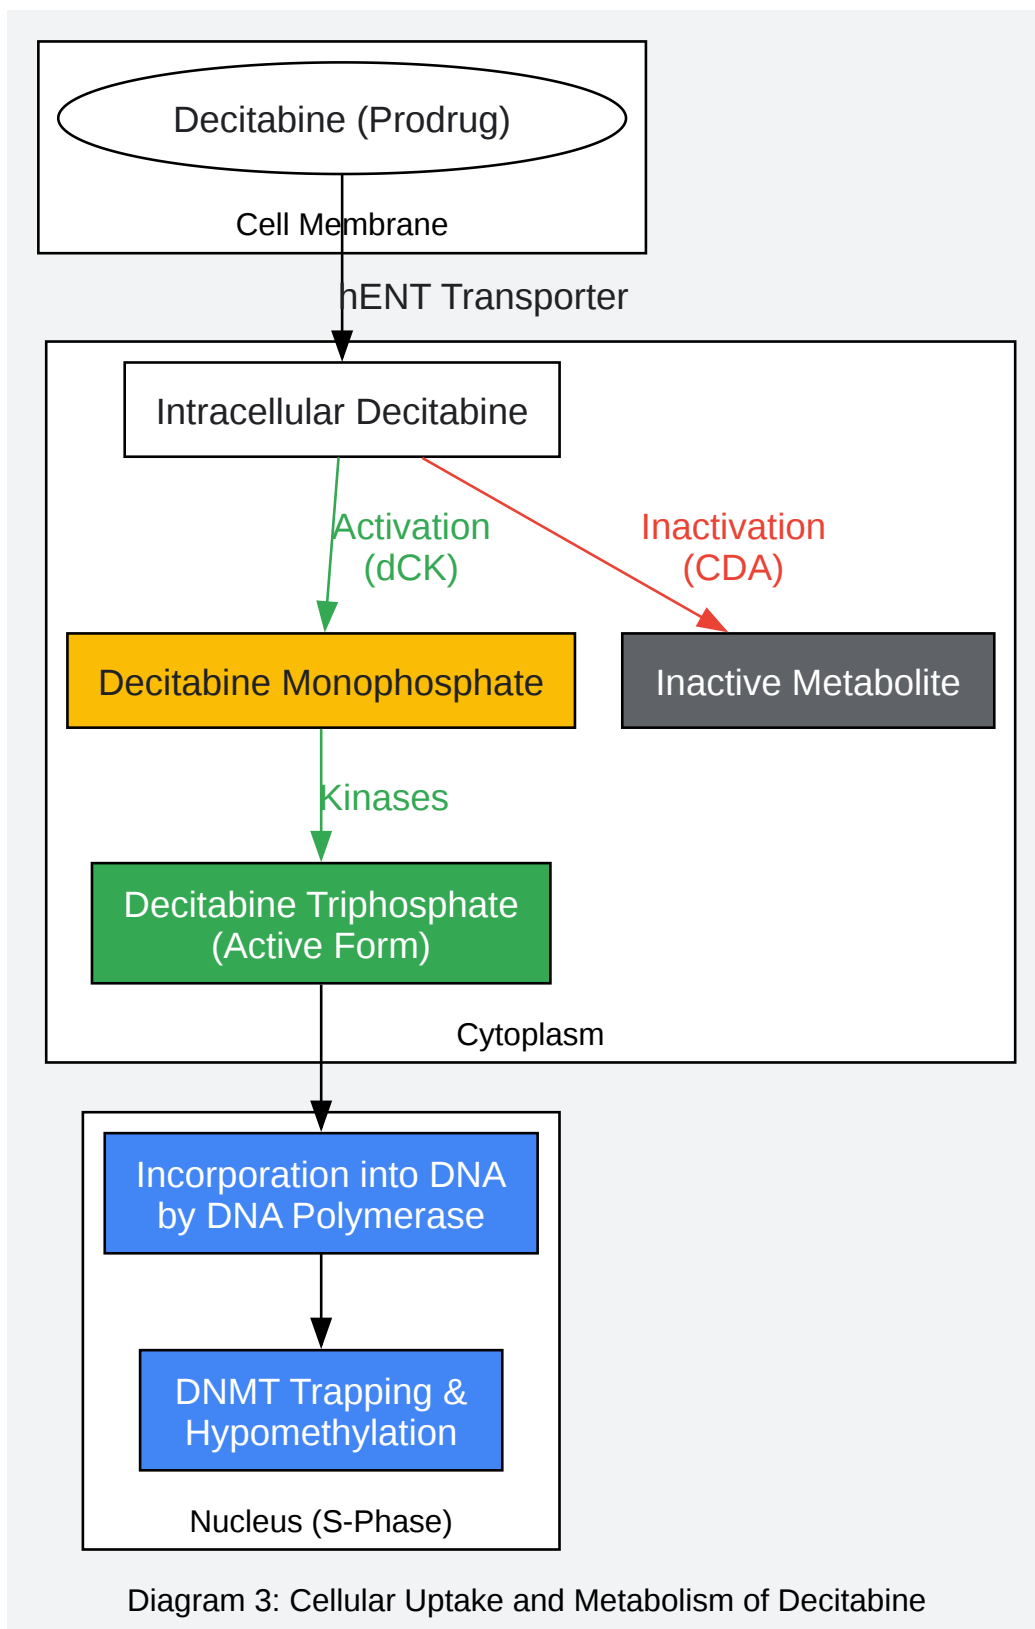 Decitabine (Prodrug)
Cell Membrane
hENT Transporter
Intracellular Decitabine
Activation
(dCK)
Inactivation
(CDA)
Decitabine Monophosphate
Inactive Metabolite
Kinases
Decitabine Triphosphate
(Active Form)
Cytoplasm
Incorporation into DNA
by DNA Polymerase
DNMT Trapping &
Hypomethylation
Nucleus (S-Phase)
Diagram 3: Cellular Uptake and Metabolism of Decitabine